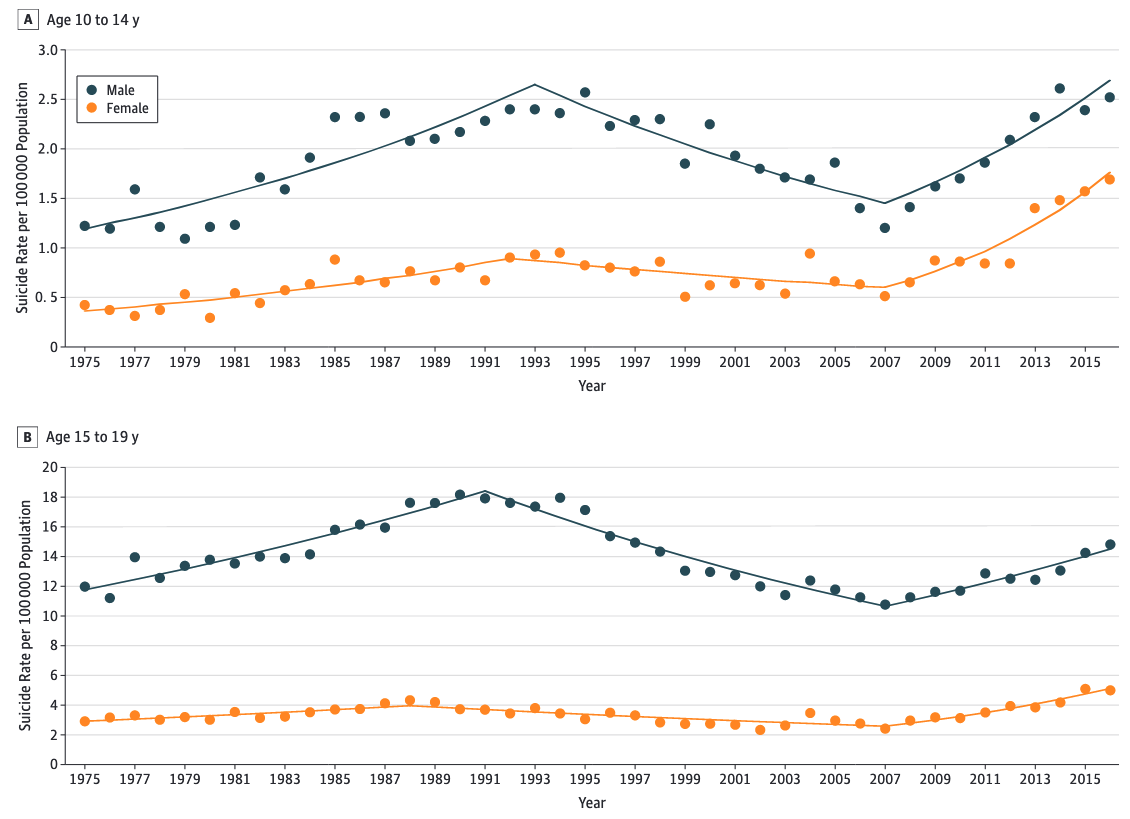 A Age 10 to 14 y
Suicide Rate per 100 000 Population
3.0
2.5
2.0
1.5
1.0
0.5
0
Male
Female
1975 1977 1979 1981 1983 1985 1987 1989 1991 1993 1995 1997 1999 2001 2003 2005 2007 2009 2011 2013 2015
Year
B Age 15 to 19 y
Suicide Rate per 100 000 Population
20
18
16
14
12
10
8
6
4
2
0
1975 1977 1979 1981 1983 1985 1987 1989 1991 1993 1995 1997 1999 2001 2003 2005 2007 2009 2011 2013 2015
Year